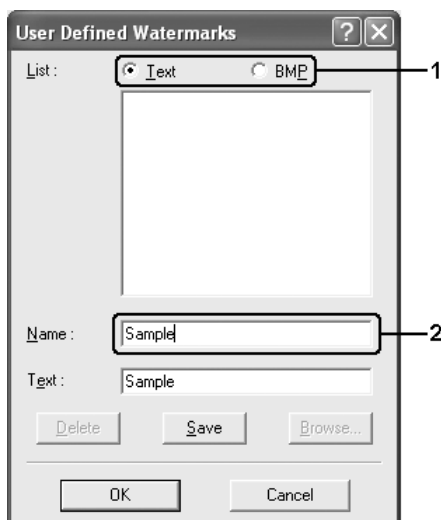 User Defined Watermarks ?
List : Text BMP 1
Name : Sample 2
Text : Sample
Delete Save Browse...
OK Cancel